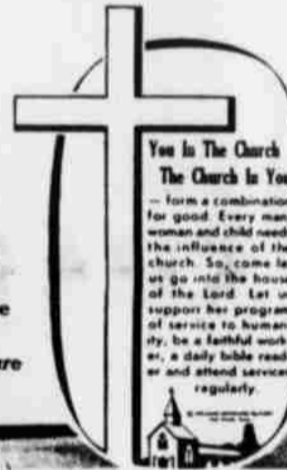 You In The Church
The Church In You
— form a combination
for good. Every man
woman and child needs
the influence of the
church. So, come let
us go into the house
of the Lord. Let us
support her program
of service to human-
ity, be a faithful work-
er, a daily bible read-
er and attend services
regularly.